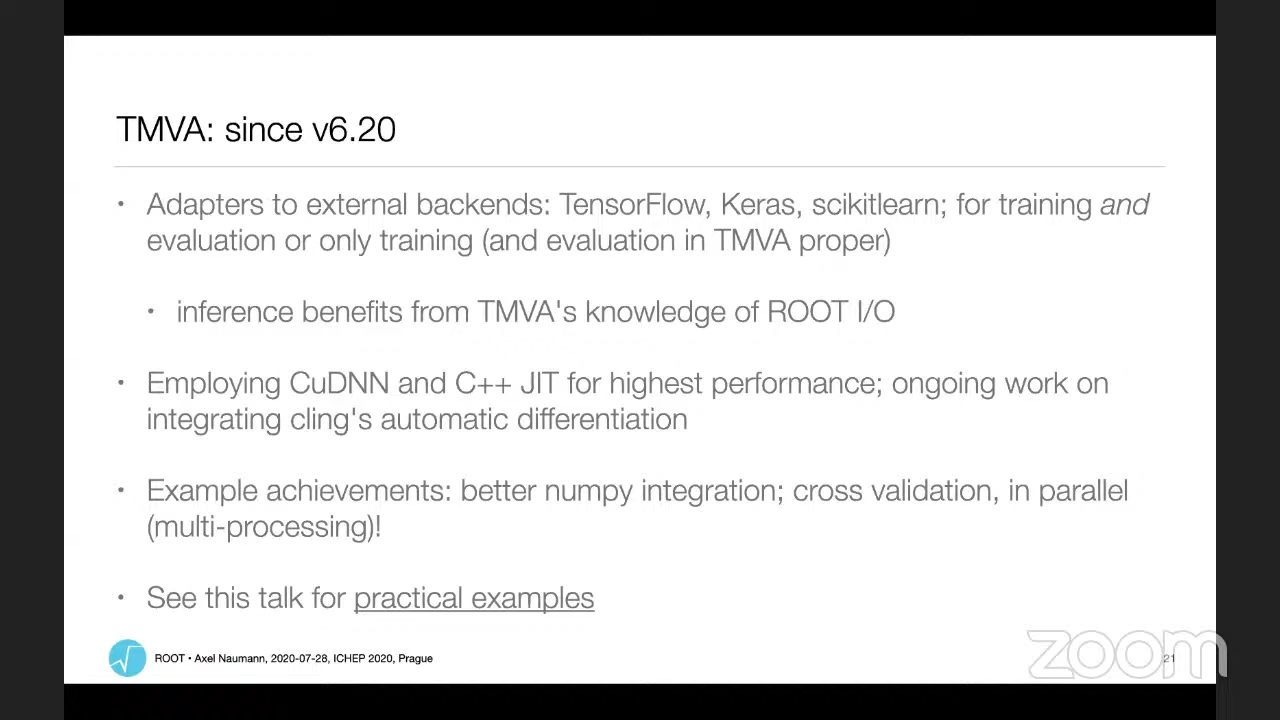 TMVA: since v6.20
• Adapters to external backends: TensorFlow, Keras, scikitlearn; for training and
evaluation or only training (and evaluation in TMVA proper)
• inference benefits from TMVA's knowledge of ROOT I/O
• Employing CuDNN and C++ JIT for highest performance; ongoing work on
integrating cling's automatic differentiation
• Example achievements: better numpy integration; cross validation, in parallel
(multi-processing)!
• See this talk for practical examples
ROOT • Axel Naumann, 2020-07-28, ICHEP 2020, Prague
21
zoom